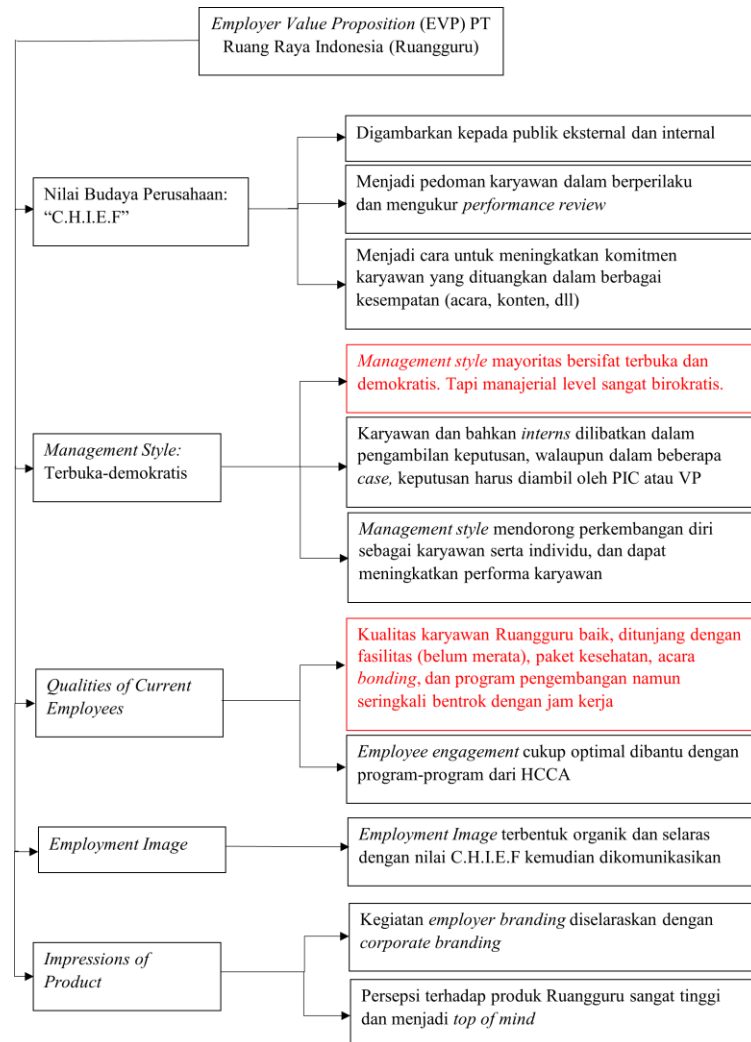 Employer Value Proposition (EVP) PT
Ruang Raya Indonesia (Ruangguru)
Nilai Budaya Perusahaan:
“C.H.I.E.F”
Digambarkan kepada publik eksternal dan internal
Menjadi pedoman karyawan dalam berperilaku
dan mengukur performance review
Menjadi cara untuk meningkatkan komitmen
karyawan yang dituangkan dalam berbagai
kesempatan (acara, konten, dll)
Management Style:
Terbuka-demokratis
Management style mayoritas bersifat terbuka dan
demokratis. Tapi manajerial level sangat birokratis.
Karyawan dan bahkan interns dilibatkan dalam
pengambilan keputusan, walaupun dalam beberapa
case, keputusan harus diambil oleh PIC atau VP
Management style mendorong perkembangan diri
sebagai karyawan serta individu, dan dapat
meningkatkan performa karyawan
Qualities of Current
Employees
Kualitas karyawan Ruangguru baik, ditunjang dengan
fasilitas (belum merata), paket kesehatan, acara
bonding, dan program pengembangan namun
seringkali bentrok dengan jam kerja
Employee engagement cukup optimal dibantu dengan
program-program dari HCCA
Employment Image
Employment Image terbentuk organik dan selaras
dengan nilai C.H.I.E.F kemudian dikomunikasikan
Impressions of
Product
Kegiatan employer branding diselaraskan dengan
corporate branding
Persepsi terhadap produk Ruangguru sangat tinggi
dan menjadi top of mind